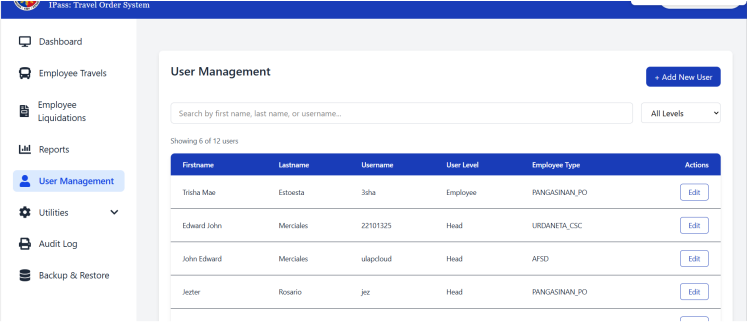 IPass: Travel Order System
Dashboard
Employee Travels
Employee
Liquidations
Reports
User Management
Utilities
Audit Log
Backup & Restore
User Management
+ Add New User
Search by first name, last name, or username...
All Levels
Showing 6 of 12 users
Firstname Lastname Username User Level Employee Type Actions
Trisha Mae Estoesta 3sha Employee PANGASINAN_PO Edit
Edward John Merciales 22101325 Head URDANETA_CSC Edit
John Edward Merciales ulapcloud Head AFSD Edit
Jezter Rosario jez Head PANGASINAN_PO Edit